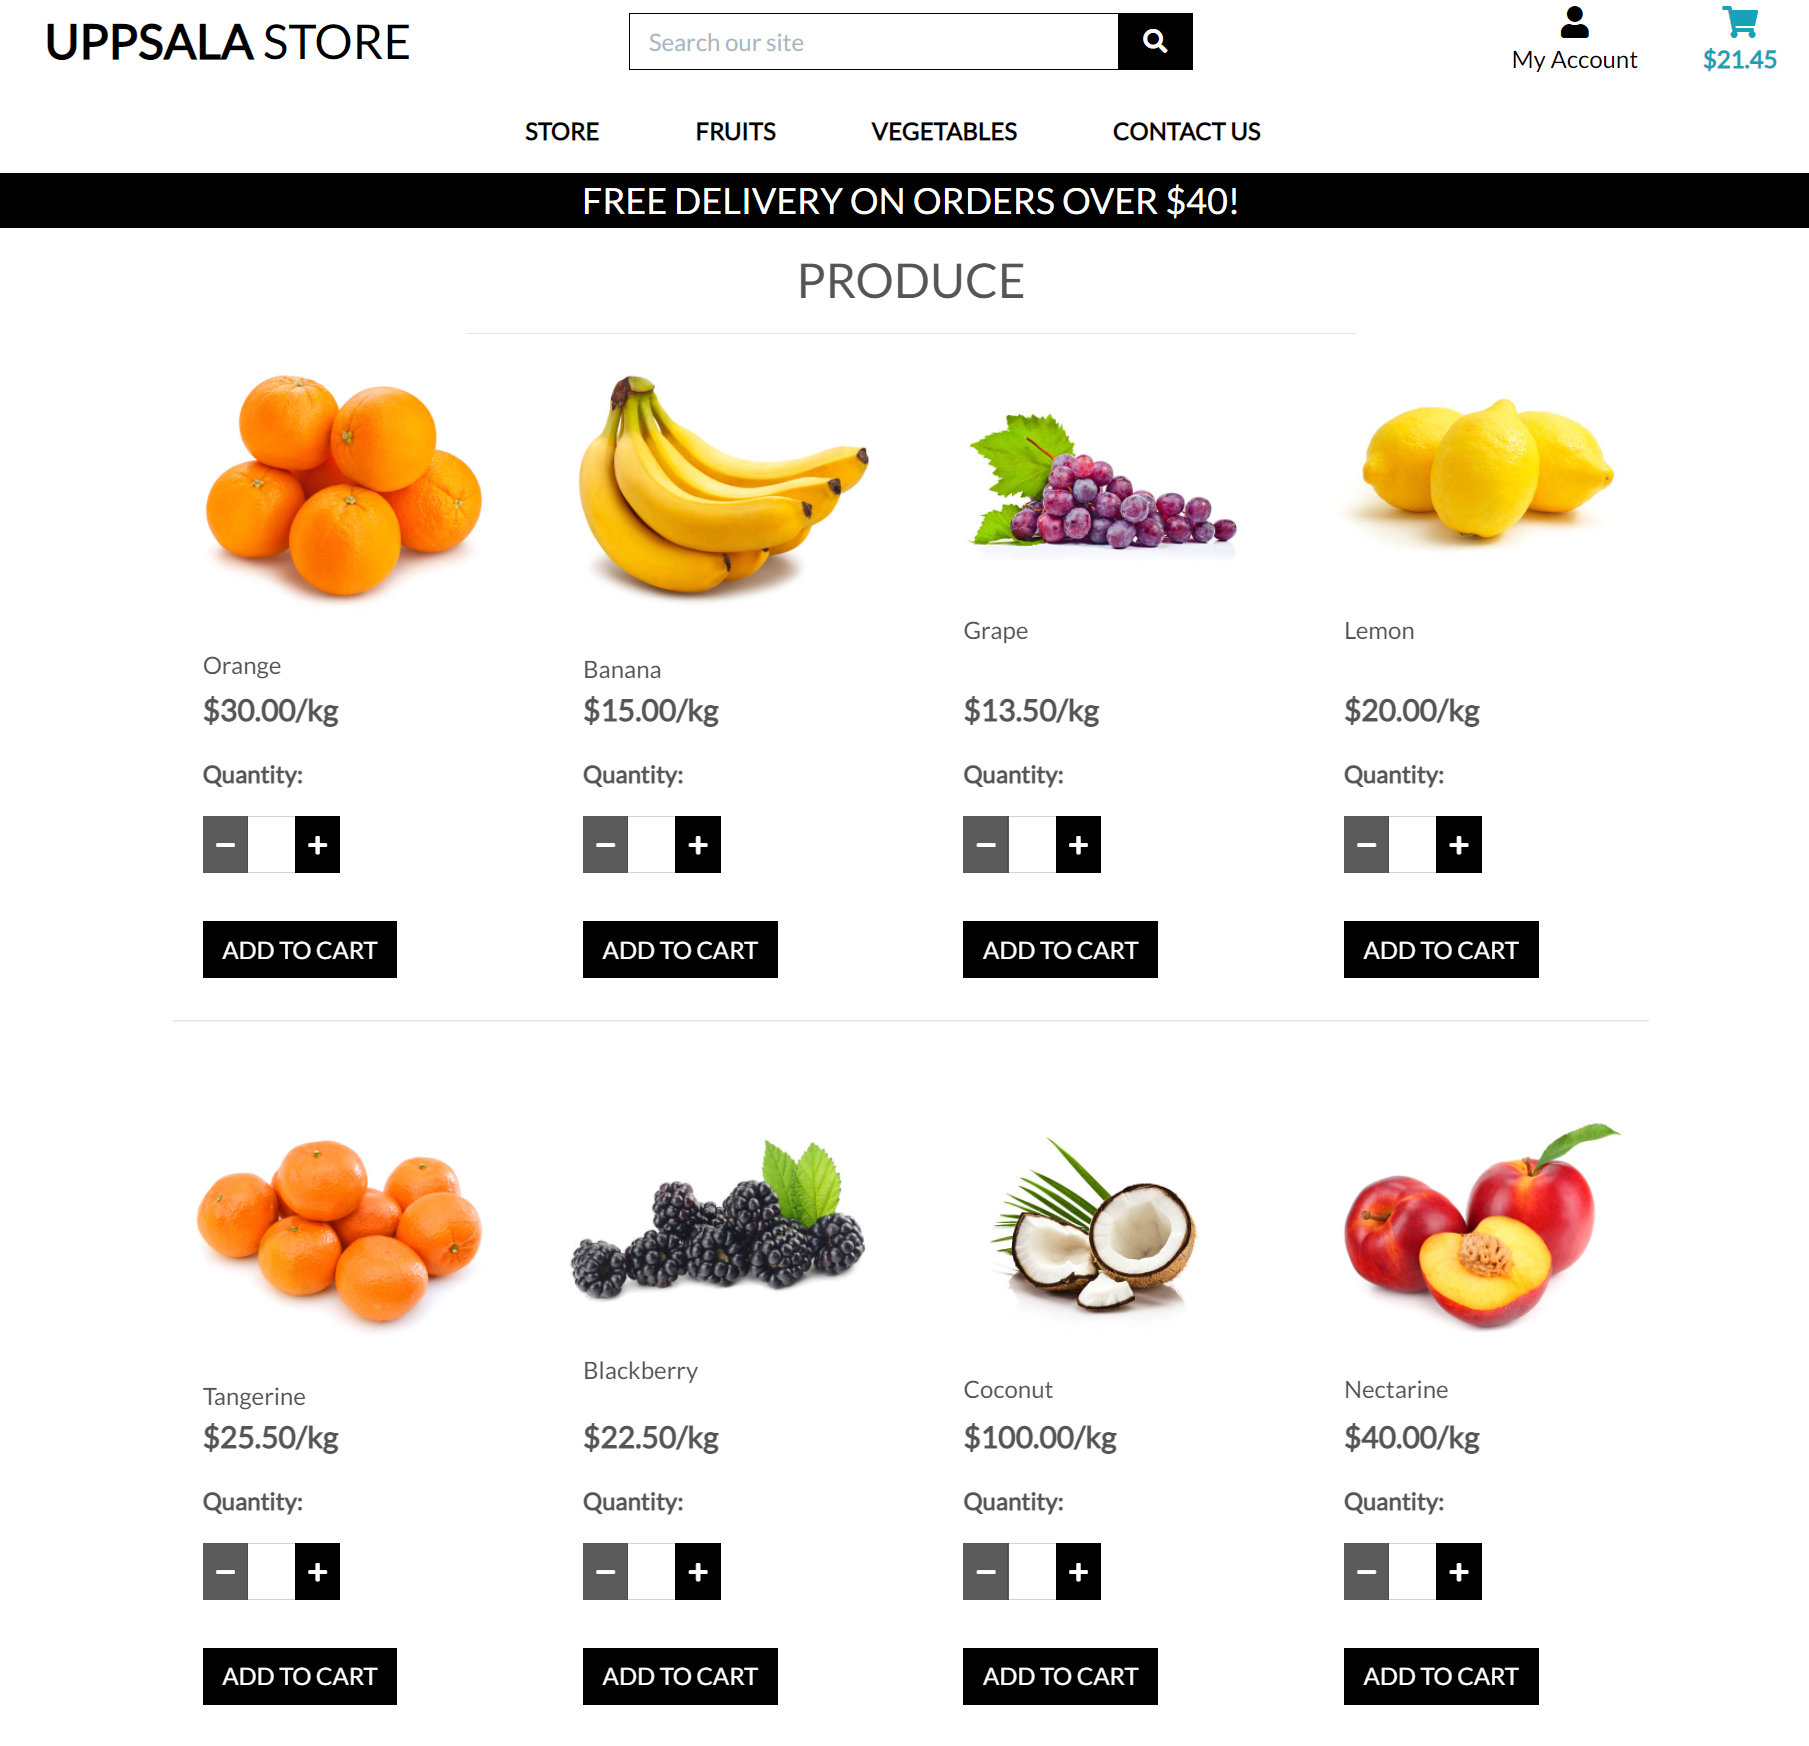 UPPSALA STORE
Search our site
My Account
$21.45
STORE FRUITS VEGETABLES CONTACT US
FREE DELIVERY ON ORDERS OVER $40!
PRODUCE
Orange
$30.00/kg
Quantity:
ADD TO CART
Banana
$15.00/kg
Quantity:
ADD TO CART
Grape
$13.50/kg
Quantity:
ADD TO CART
Lemon
$20.00/kg
Quantity:
ADD TO CART
Tangerine
$25.50/kg
Quantity:
ADD TO CART
Blackberry
$22.50/kg
Quantity:
ADD TO CART
Coconut
$100.00/kg
Quantity:
ADD TO CART
Nectarine
$40.00/kg
Quantity:
ADD TO CART